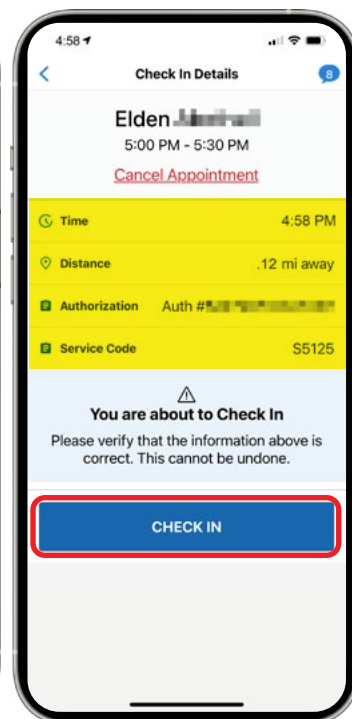 4:58
Check In Details
8
Elden
5:00 PM - 5:30 PM
Cancel Appointment
Time 4:58 PM
Distance .12 mi away
Authorization Auth #
Service Code S5125
You are about to Check In
Please verify that the information above is
correct. This cannot be undone.
CHECK IN